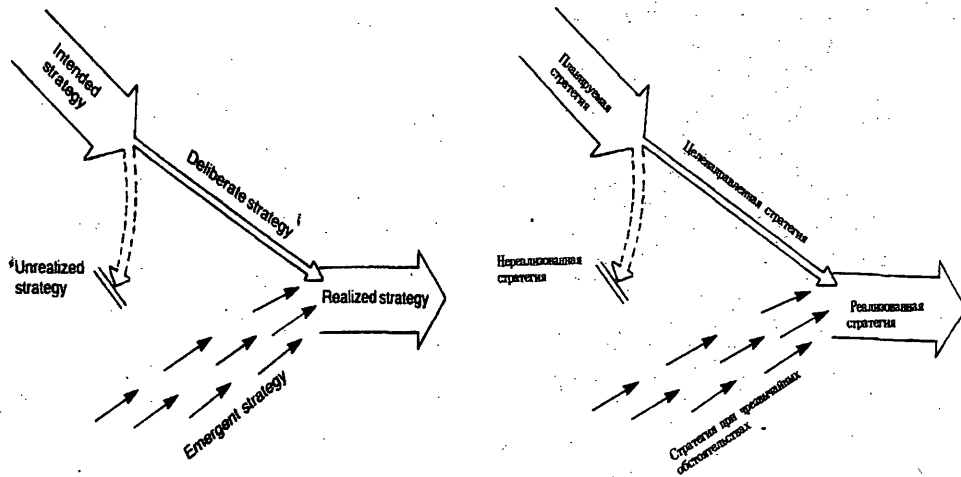 Intended
strategy
Deliberate strategy
Unrealized
strategy
Realized strategy
Emergent strategy
Планируемая
стратегия
Целенаправленная стратегия
Нереализованная
стратегия
Реализованная
стратегия
Стратегия при чрезвычайных
обстоятельствах